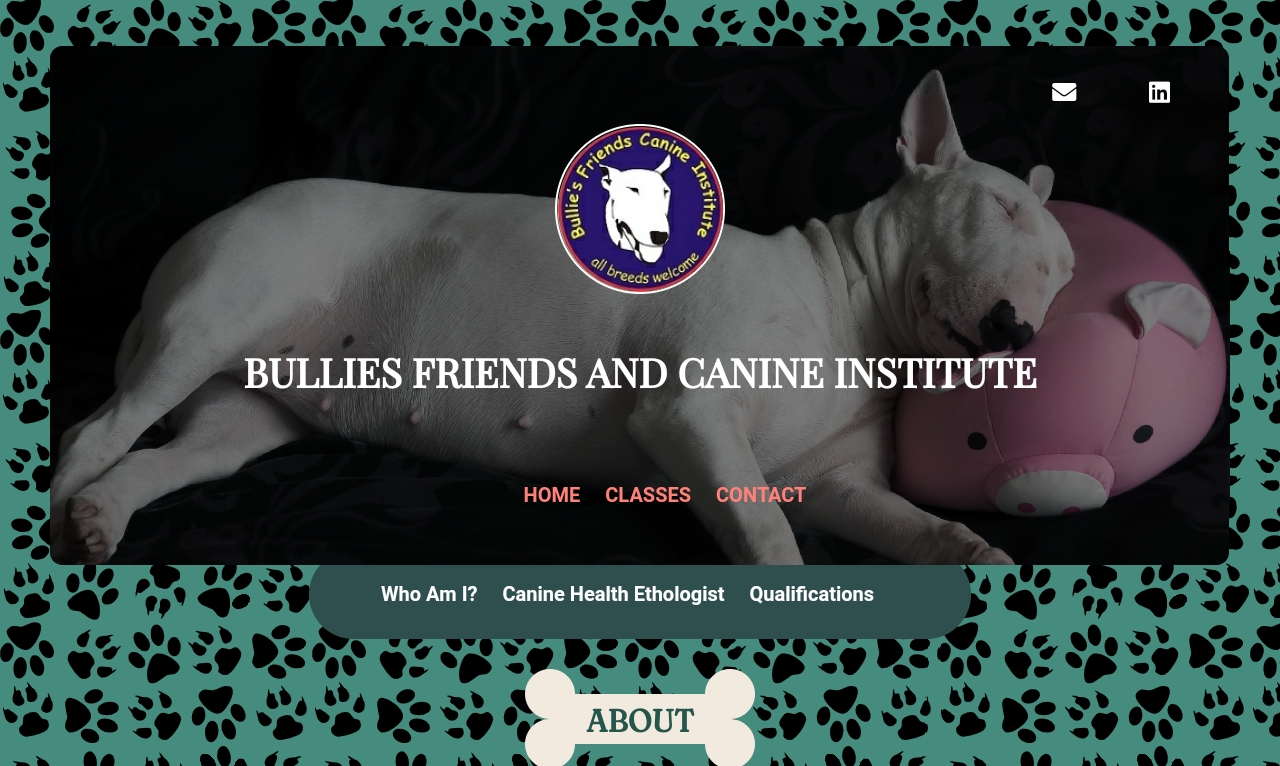 Bullie's Friends Canine Institute
all breeds welcome
BULLIES FRIENDS AND CANINE INSTITUTE
HOME CLASSES CONTACT
Who Am I? Canine Health Ethologist Qualifications
ABOUT